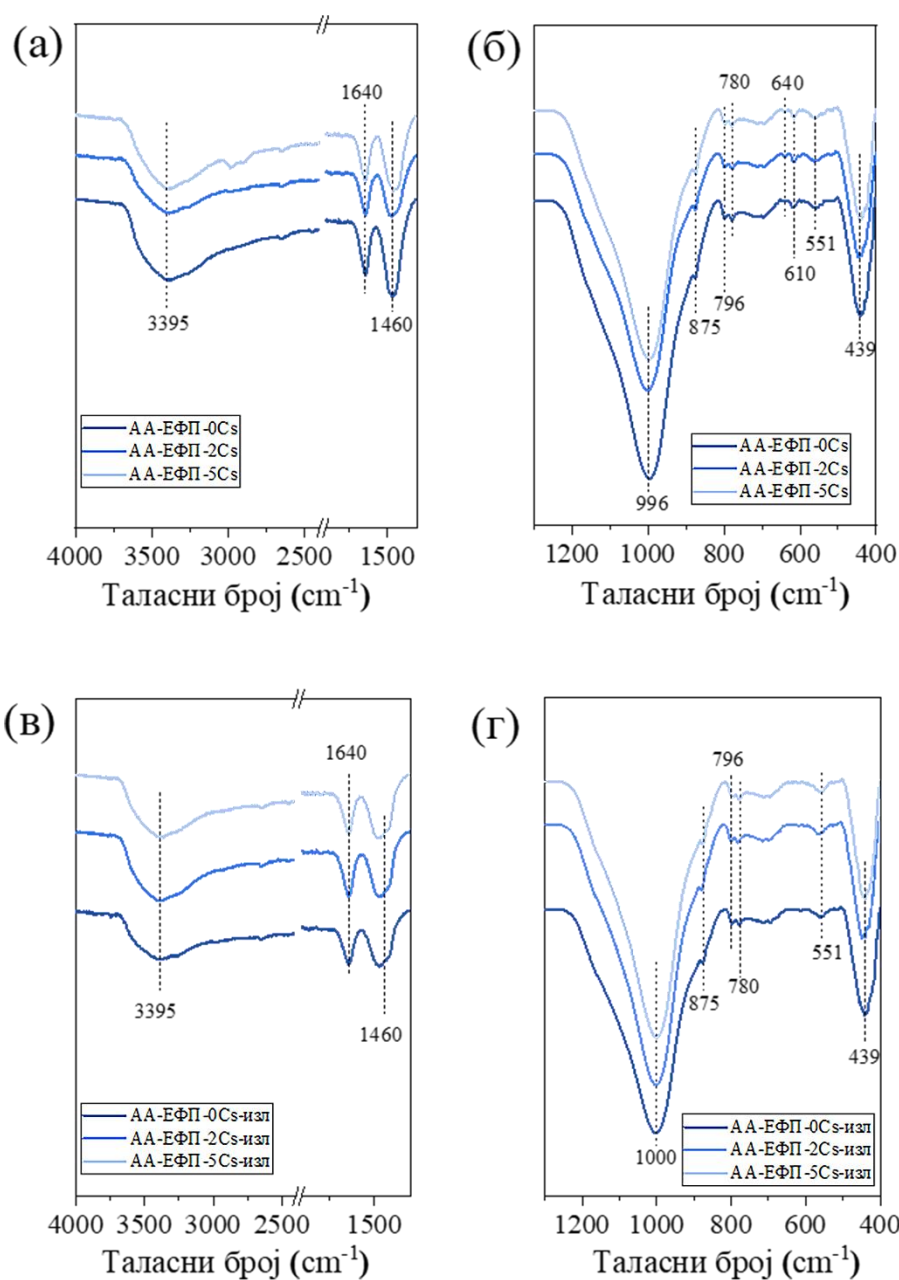 (а)
1640
3395
1460
АА-ЕФП-0Cs
АА-ЕФП-2Cs
АА-ЕФП-5Cs
4000 3500 3000 2500 1500
Таласни број (cm⁻¹)
(б)
780
640
551
610
796
875
439
996
АА-ЕФП-0Cs
АА-ЕФП-2Cs
АА-ЕФП-5Cs
1200 1000 800 600 400
Таласни број (cm⁻¹)
(в)
1640
3395
1460
АА-ЕФП-0Cs-изл
АА-ЕФП-2Cs-изл
АА-ЕФП-5Cs-изл
4000 3500 3000 2500 1500
Таласни број (cm⁻¹)
(г)
796
551
875
780
439
1000
АА-ЕФП-0Cs-изл
АА-ЕФП-2Cs-изл
АА-ЕФП-5Cs-изл
1200 1000 800 600 400
Таласни број (cm⁻¹)